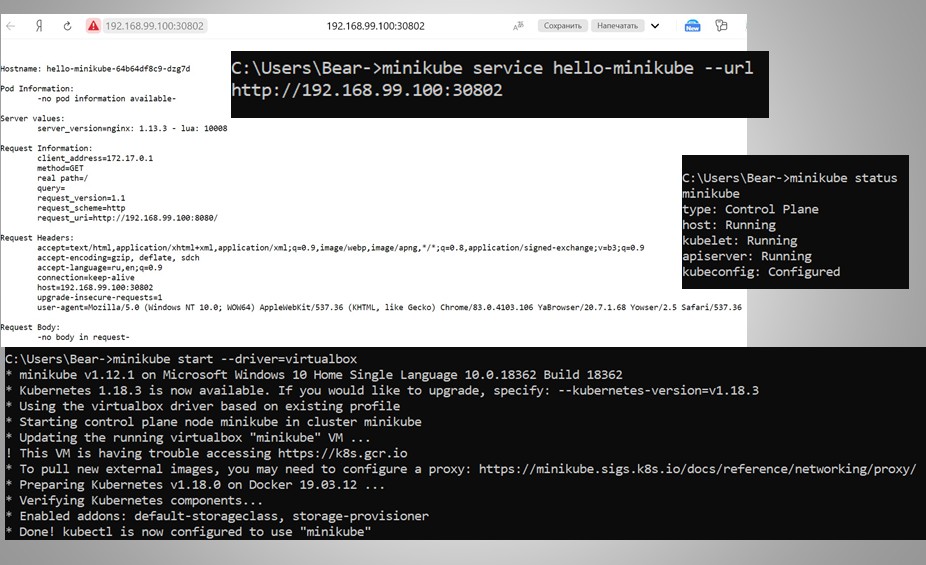 192.168.99.100:30802
192.168.99.100:30802
Сохранить
Напечатать
New
C:\Users\Bear->minikube service hello-minikube --url
http://192.168.99.100:30802
Hostname: hello-minikube-64b64df8c9-dzg7d
Pod Information:
-no pod information available-
Server values:
server_version=nginx: 1.13.3 - lua: 10008
Request Information:
client_address=172.17.0.1
method=GET
real path=/
query=
request_version=1.1
request_scheme=http
request_uri=http://192.168.99.100:8080/
Request Headers:
accept=text/html,application/xhtml+xml,application/xml;q=0.9,image/webp,image/apng,*/*;q=0.8,application/signed-exchange;v=b3;q=0.9
accept-encoding=gzip, deflate, sdch
accept-language=ru,en;q=0.9
connection=keep-alive
host=192.168.99.100:30802
upgrade-insecure-requests=1
user-agent=Mozilla/5.0 (Windows NT 10.0; WOW64) AppleWebKit/537.36 (KHTML, like Gecko) Chrome/83.0.4103.106 YaBrowser/20.7.1.68 Yowser/2.5 Safari/537.36
Request Body:
-no body in request-
C:\Users\Bear->minikube status
minikube
type: Control Plane
host: Running
kubelet: Running
apiserver: Running
kubeconfig: Configured
C:\Users\Bear->minikube start --driver=virtualbox
* minikube v1.12.1 on Microsoft Windows 10 Home Single Language 10.0.18362 Build 18362
* Kubernetes 1.18.3 is now available. If you would like to upgrade, specify: --kubernetes-version=v1.18.3
* Using the virtualbox driver based on existing profile
* Starting control plane node minikube in cluster minikube
* Updating the running virtualbox "minikube" VM ...
! This VM is having trouble accessing https://k8s.gcr.io
* To pull new external images, you may need to configure a proxy: https://minikube.sigs.k8s.io/docs/reference/networking/proxy/
* Preparing Kubernetes v1.18.0 on Docker 19.03.12 ...
* Verifying Kubernetes components...
* Enabled addons: default-storageclass, storage-provisioner
* Done! kubectl is now configured to use "minikube"